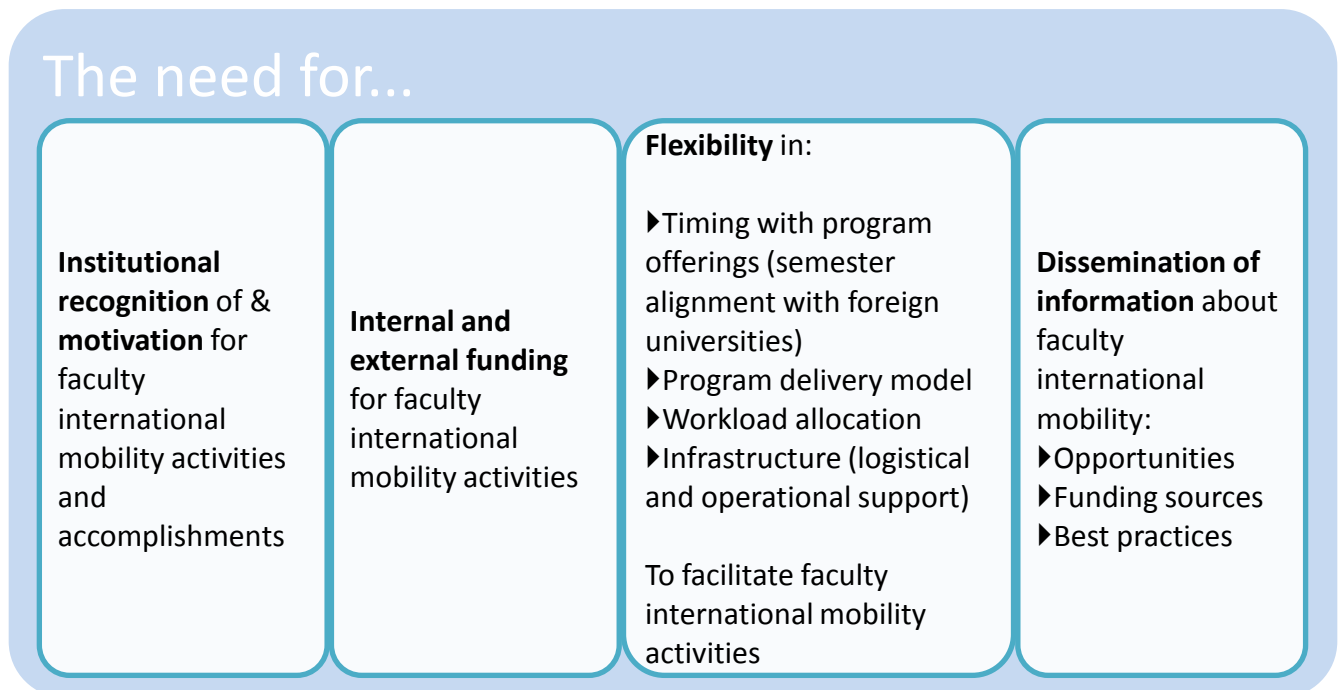 The need for...
Institutional
recognition of &
motivation for
faculty
international
mobility activities
and
accomplishments
Internal and
external funding
for faculty
international
mobility activities
Flexibility in:
▶Timing with program
offerings (semester
alignment with foreign
universities)
▶Program delivery model
▶Workload allocation
▶Infrastructure (logistical
and operational support)
To facilitate faculty
international mobility
activities
Dissemination of
information about
faculty
international
mobility:
▶Opportunities
▶Funding sources
▶Best practices